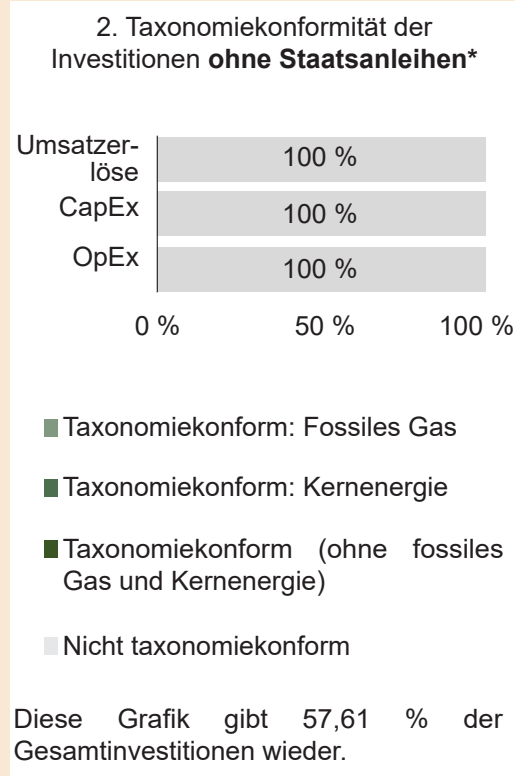 2. Taxonomiekonformität der
Investitionen ohne Staatsanleihen*
Umsatzer-
löse
100 %
CapEx
100 %
OpEx
100 %
0 % 50 % 100 %
Taxonomiekonform: Fossiles Gas
Taxonomiekonform: Kernenergie
Taxonomiekonform (ohne fossiles
Gas und Kernenergie)
Nicht taxonomiekonform
Diese Grafik gibt 57,61 % der
Gesamtinvestitionen wieder.